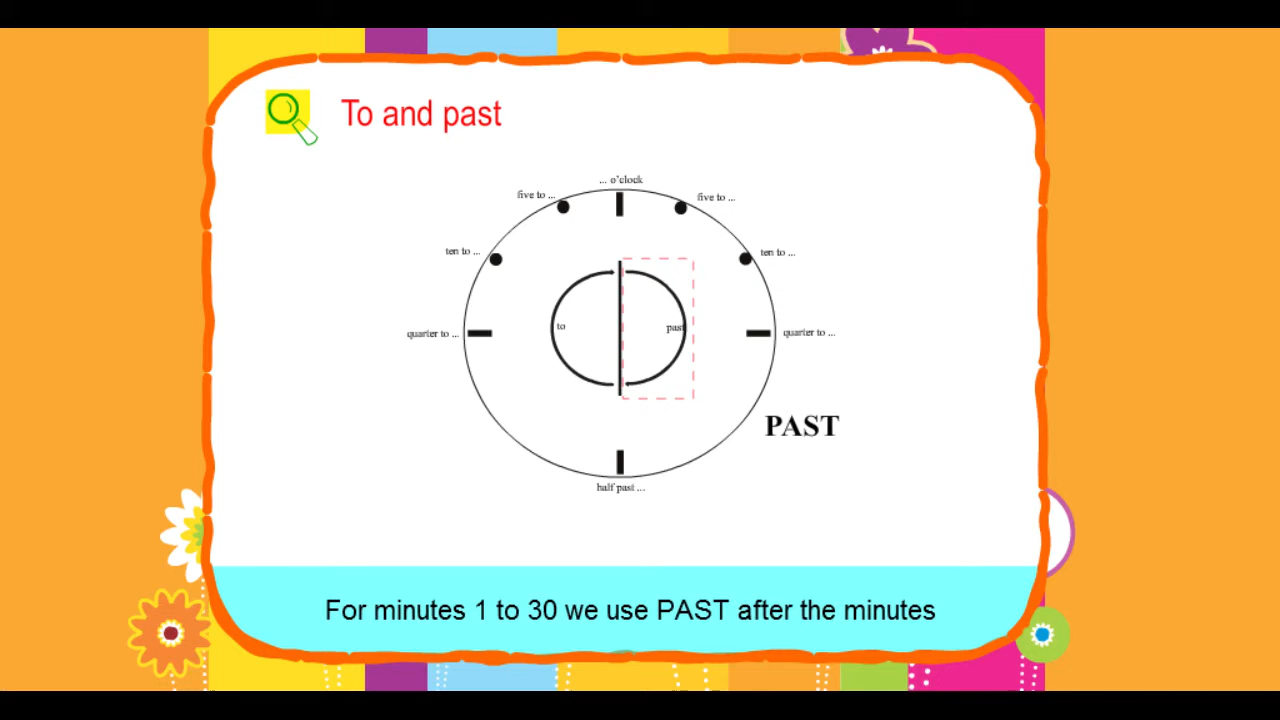 To and past
... o'clock
five to ...
five to ...
ten to ...
ten to ...
to
past
quarter to ...
quarter to ...
PAST
half past ...
For minutes 1 to 30 we use PAST after the minutes